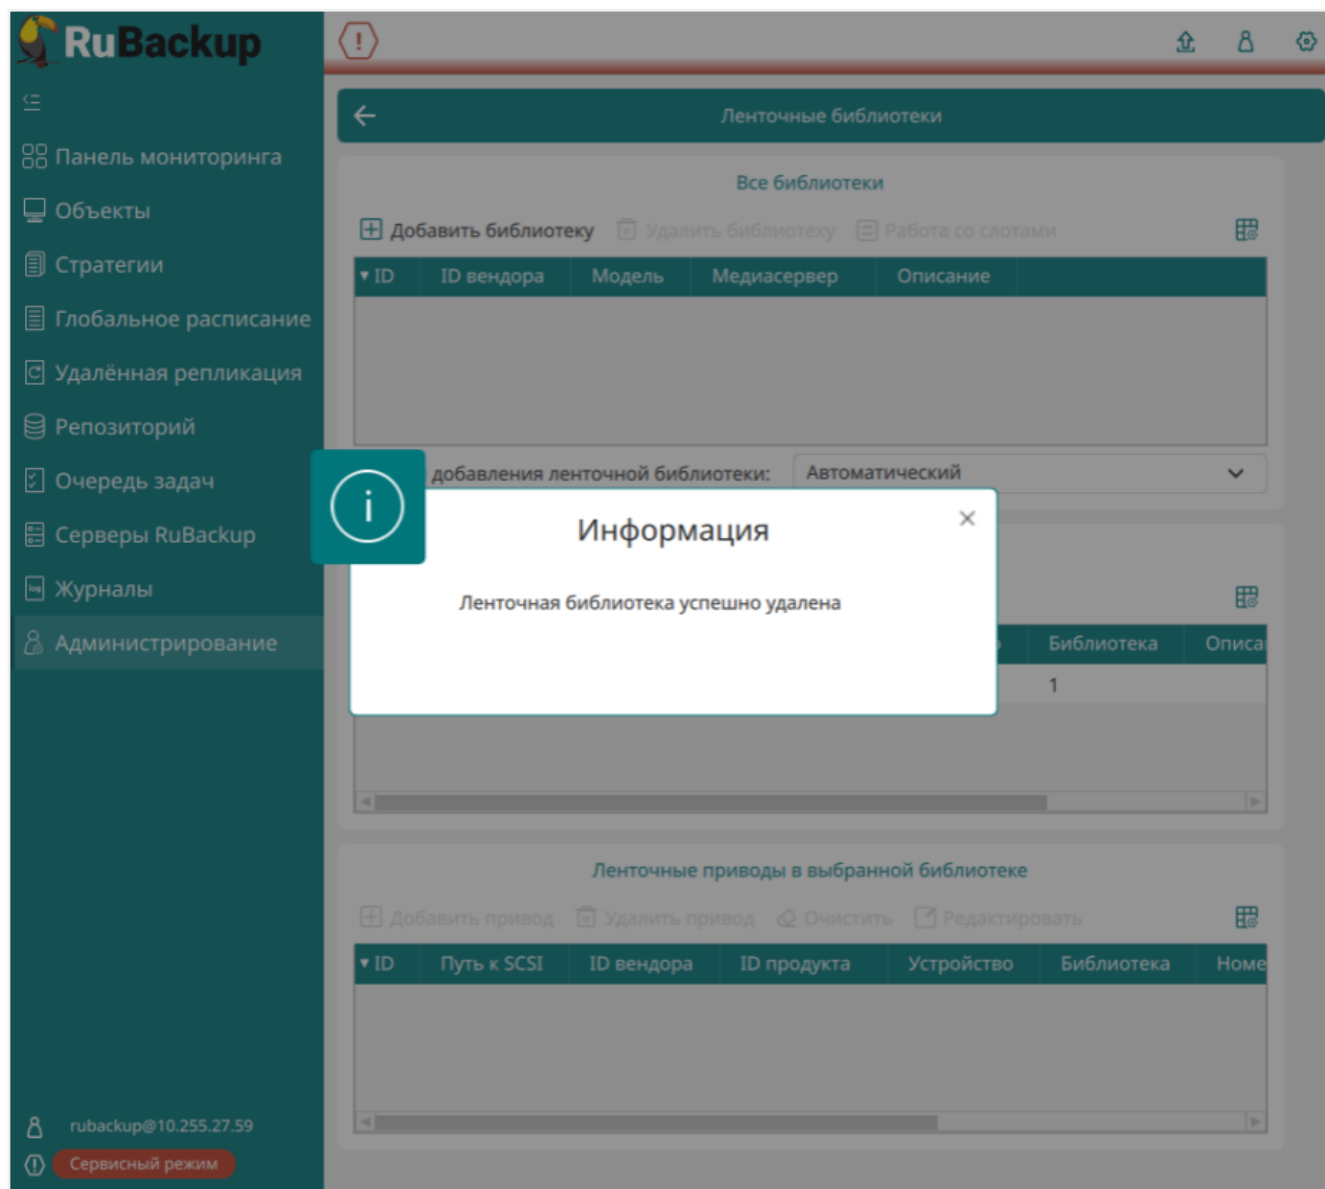 RuBackup
Панель мониторинга
Объекты
Стратегии
Глобальное расписание
Удалённая репликация
Репозиторий
Очередь задач
Серверы RuBackup
Журналы
Администрирование
rubackup@10.255.27.59
Сервисный режим
Ленточные библиотеки
Все библиотеки
Добавить библиотеку Удалить библиотеку Работа со слотами
ID ID вендора Модель Медиасервер Описание
добавления ленточной библиотеки: Автоматический
Информация
Ленточная библиотека успешно удалена
Библиотека Описа
1
Ленточные приводы в выбранной библиотеке
Добавить привод Удалить привод Очистить Редактировать
ID Путь к SCSI ID вендора ID продукта Устройство Библиотека Номе